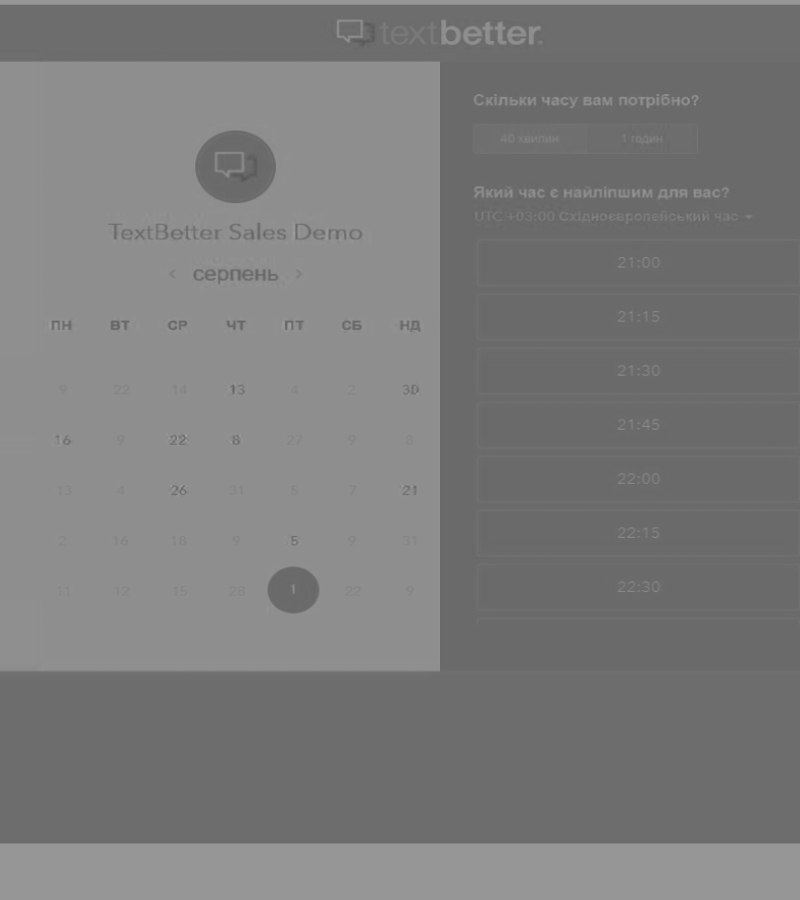 textbetter.
TextBetter Sales Demo
‹ серпень ›
ПН ВТ СР ЧТ ПТ СБ НД
9 22 14 13 4 2 30
16 9 22 8 27 9 8
13 4 26 31 5 7 21
2 16 18 9 5 9 31
11 12 15 20 1 22 9
Скільки часу вам потрібно?
40 хвилин 1 годин
Який час є найліпшим для вас?
UTC +03:00 Східноєвропейський час
21:00
21:15
21:30
21:45
22:00
22:15
22:30